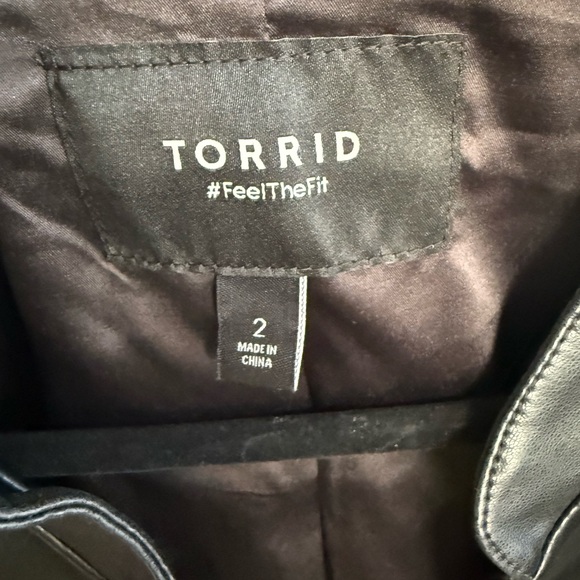 TORRID
#FeelTheFit
2
MADE IN
CHINA